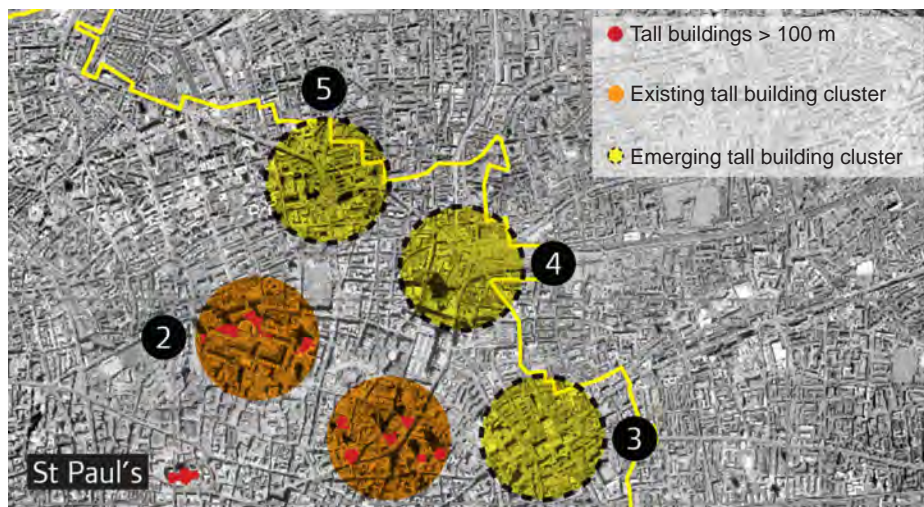 Tall buildings > 100 m
Existing tall building cluster
Emerging tall building cluster
5
4
2
3
St Paul's